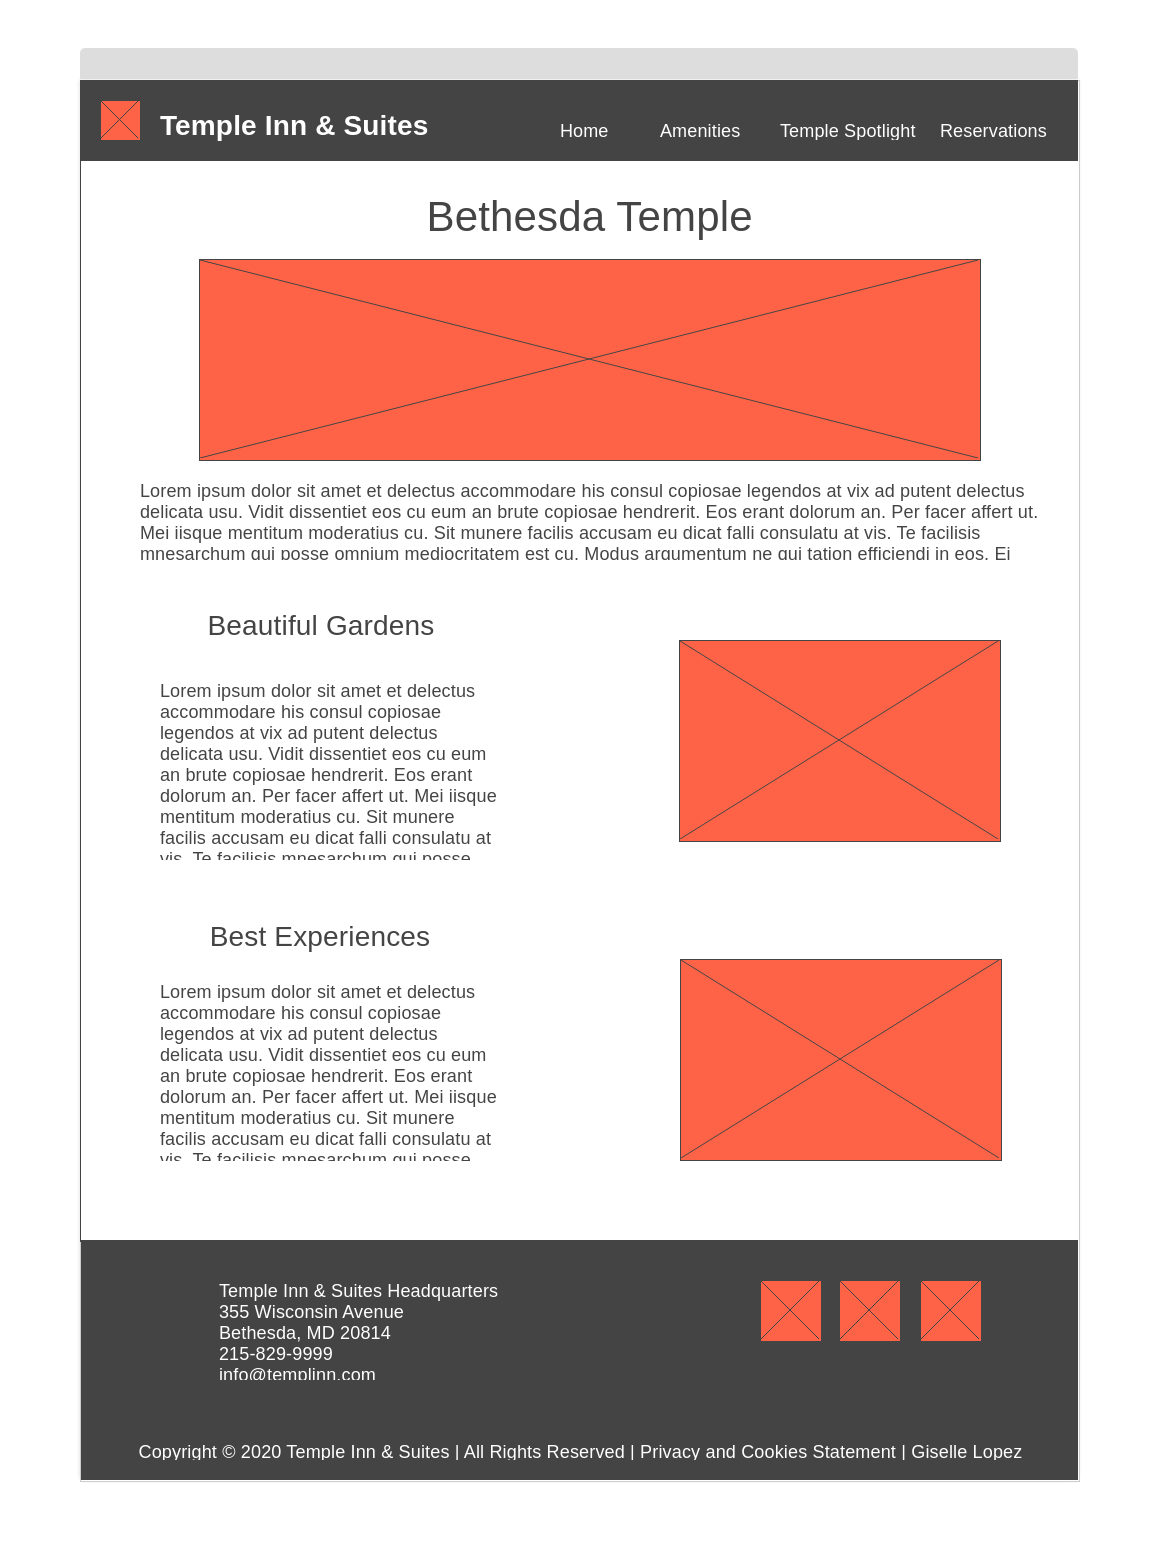 Temple Inn & Suites
Home Amenities Temple Spotlight Reservations
Bethesda Temple
Lorem ipsum dolor sit amet et delectus accommodare his consul copiosae legendos at vix ad putent delectus
delicata usu. Vidit dissentiet eos cu eum an brute copiosae hendrerit. Eos erant dolorum an. Per facer affert ut.
Mei iisque mentitum moderatius cu. Sit munere facilis accusam eu dicat falli consulatu at vis. Te facilisis
mnesarchum qui posse omnium mediocritatem est cu. Modus argumentum ne qui tation efficiendi in eos. Ei
Beautiful Gardens
Lorem ipsum dolor sit amet et delectus
accommodare his consul copiosae
legendos at vix ad putent delectus
delicata usu. Vidit dissentiet eos cu eum
an brute copiosae hendrerit. Eos erant
dolorum an. Per facer affert ut. Mei iisque
mentitum moderatius cu. Sit munere
facilis accusam eu dicat falli consulatu at
vis. Te facilisis mnesarchum qui posse
Best Experiences
Lorem ipsum dolor sit amet et delectus
accommodare his consul copiosae
legendos at vix ad putent delectus
delicata usu. Vidit dissentiet eos cu eum
an brute copiosae hendrerit. Eos erant
dolorum an. Per facer affert ut. Mei iisque
mentitum moderatius cu. Sit munere
facilis accusam eu dicat falli consulatu at
vis. Te facilisis mnesarchum qui posse
Temple Inn & Suites Headquarters
355 Wisconsin Avenue
Bethesda, MD 20814
215-829-9999
info@templinn.com
Copyright © 2020 Temple Inn & Suites | All Rights Reserved | Privacy and Cookies Statement | Giselle Lopez